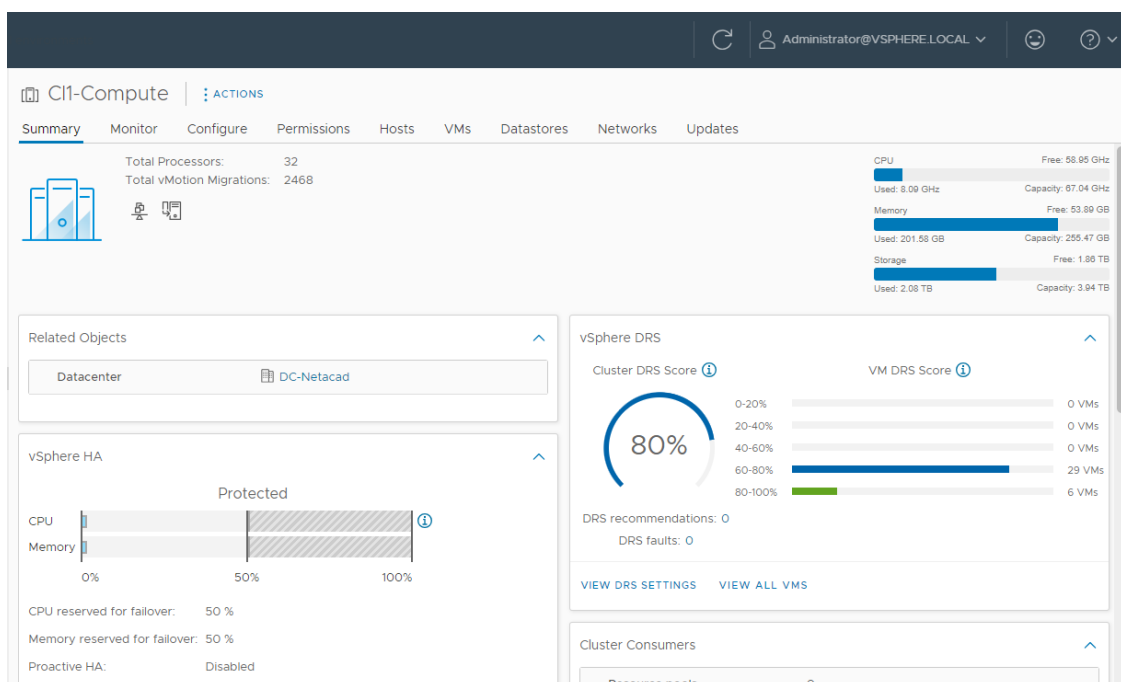 Administrator@VSPHERE.LOCAL
Cl1-Compute ACTIONS
Summary Monitor Configure Permissions Hosts VMs Datastores Networks Updates
Total Processors: 32
Total vMotion Migrations: 2468
CPU Free: 58.95 GHz
Used: 8.09 GHz Capacity: 67.04 GHz
Memory Free: 53.89 GB
Used: 201.58 GB Capacity: 255.47 GB
Storage Free: 1.86 TB
Used: 2.08 TB Capacity: 3.94 TB
Related Objects
Datacenter DC-Netacad
vSphere HA
Protected
CPU
Memory
0% 50% 100%
CPU reserved for failover: 50 %
Memory reserved for failover: 50 %
Proactive HA: Disabled
vSphere DRS
Cluster DRS Score VM DRS Score
80%
0-20% 0 VMs
20-40% 0 VMs
40-60% 0 VMs
60-80% 29 VMs
80-100% 6 VMs
DRS recommendations: 0
DRS faults: 0
VIEW DRS SETTINGS VIEW ALL VMS
Cluster Consumers